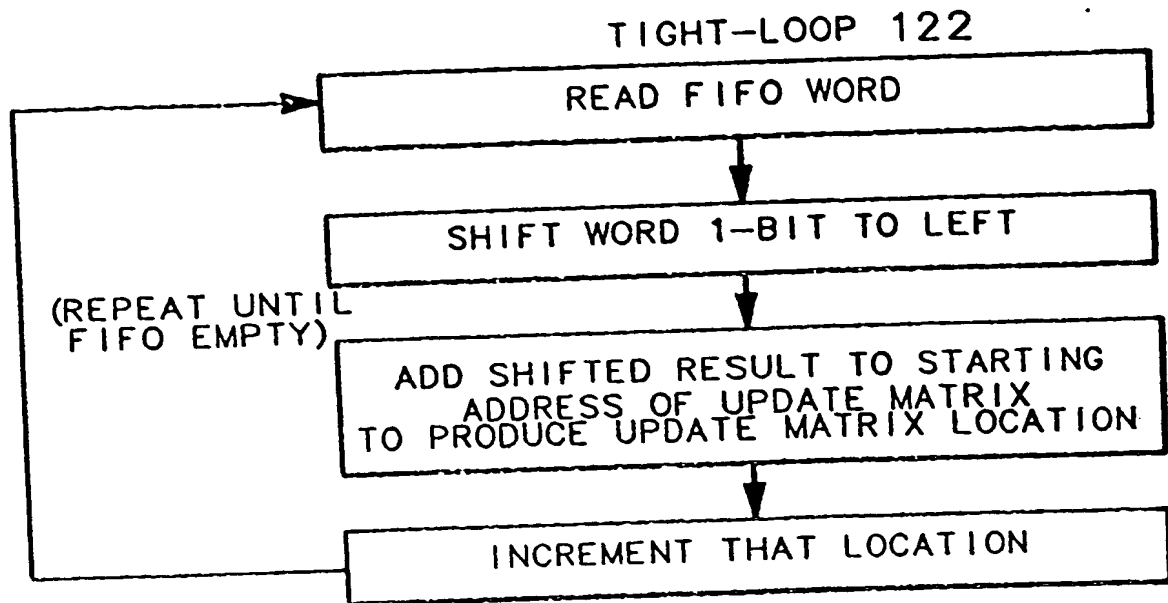 TIGHT-LOOP 122
READ FIFO WORD
SHIFT WORD 1-BIT TO LEFT
(REPEAT UNTIL
FIFO EMPTY)
ADD SHIFTED RESULT TO STARTING
ADDRESS OF UPDATE MATRIX
TO PRODUCE UPDATE MATRIX LOCATION
INCREMENT THAT LOCATION